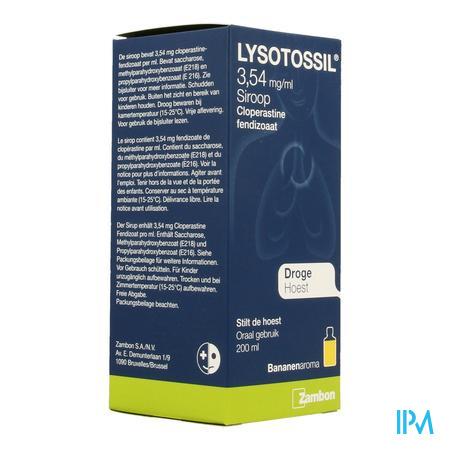 De siroop bevat 3,54 mg cloperastine-
fendizoaat per ml. Bevat saccharose,
methylparahydroxybenzoaat (E218) en
propylparahydroxybenzoaat (E 216). Zie
bijsluiter voor meer informatie. Schudden
voor gebruik. Buiten het zicht en bereik van
kinderen houden. Droog bewaren bij
kamertemperatuur (15-25°C). Vrije aflevering.
Voor gebruik de bijsluiter lezen.
Le sirop contient 3,54 mg fendizoate de
clopérastine par ml. Contient du saccharose,
du méthylparahydroxybenzoate (E218) et du
propylparahydroxybenzoate (E216). Voir la
notice pour plus d'informations. Agiter avant
l'emploi. Tenir hors de la vue et de la portée
des enfants. Conserver au sec à température
ambiante (15-25°C). Délivrance libre. Lire la
notice avant utilisation.
Der Sirup enthält 3,54 mg Cloperastine
Fendizoat pro ml. Enthält Saccharose,
Methylparahydroxybenzoat (E218) und
Propylparahydroxybenzoat (E216). Siehe
Packungsbeilage für weitere Informationen.
Vor Gebrauch schütteln. Für Kinder
unzugänglich aufbewahren. Trocken und bei
Zimmertemperatur (15-25°C) aufbewahren.
Freie Abgabe.
Packungsbeilage beachten.
Zambon S.A./N.V.
Av. E. Demunterlaan 1/9
1090 Bruxelles/Brussel
LYSOTOSSIL®
3,54 mg/ml
Siroop
Cloperastine
fendizoaat
Droge
Hoest
Stilt de hoest
Oraal gebruik
200 ml
Bananenaroma
Zambon
IPM